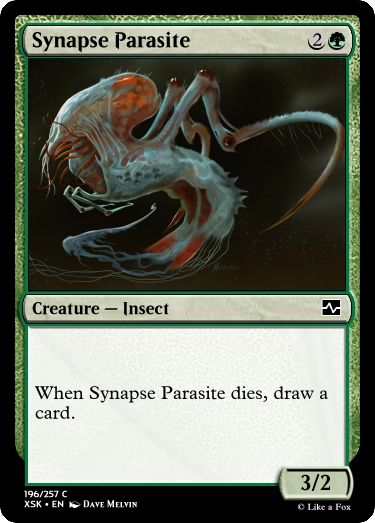 Synapse Parasite 2
Creature — Insect
When Synapse Parasite dies, draw a
card.
3/2
196/257 C
XSK • EN Dave Melvin
© Like a Fox